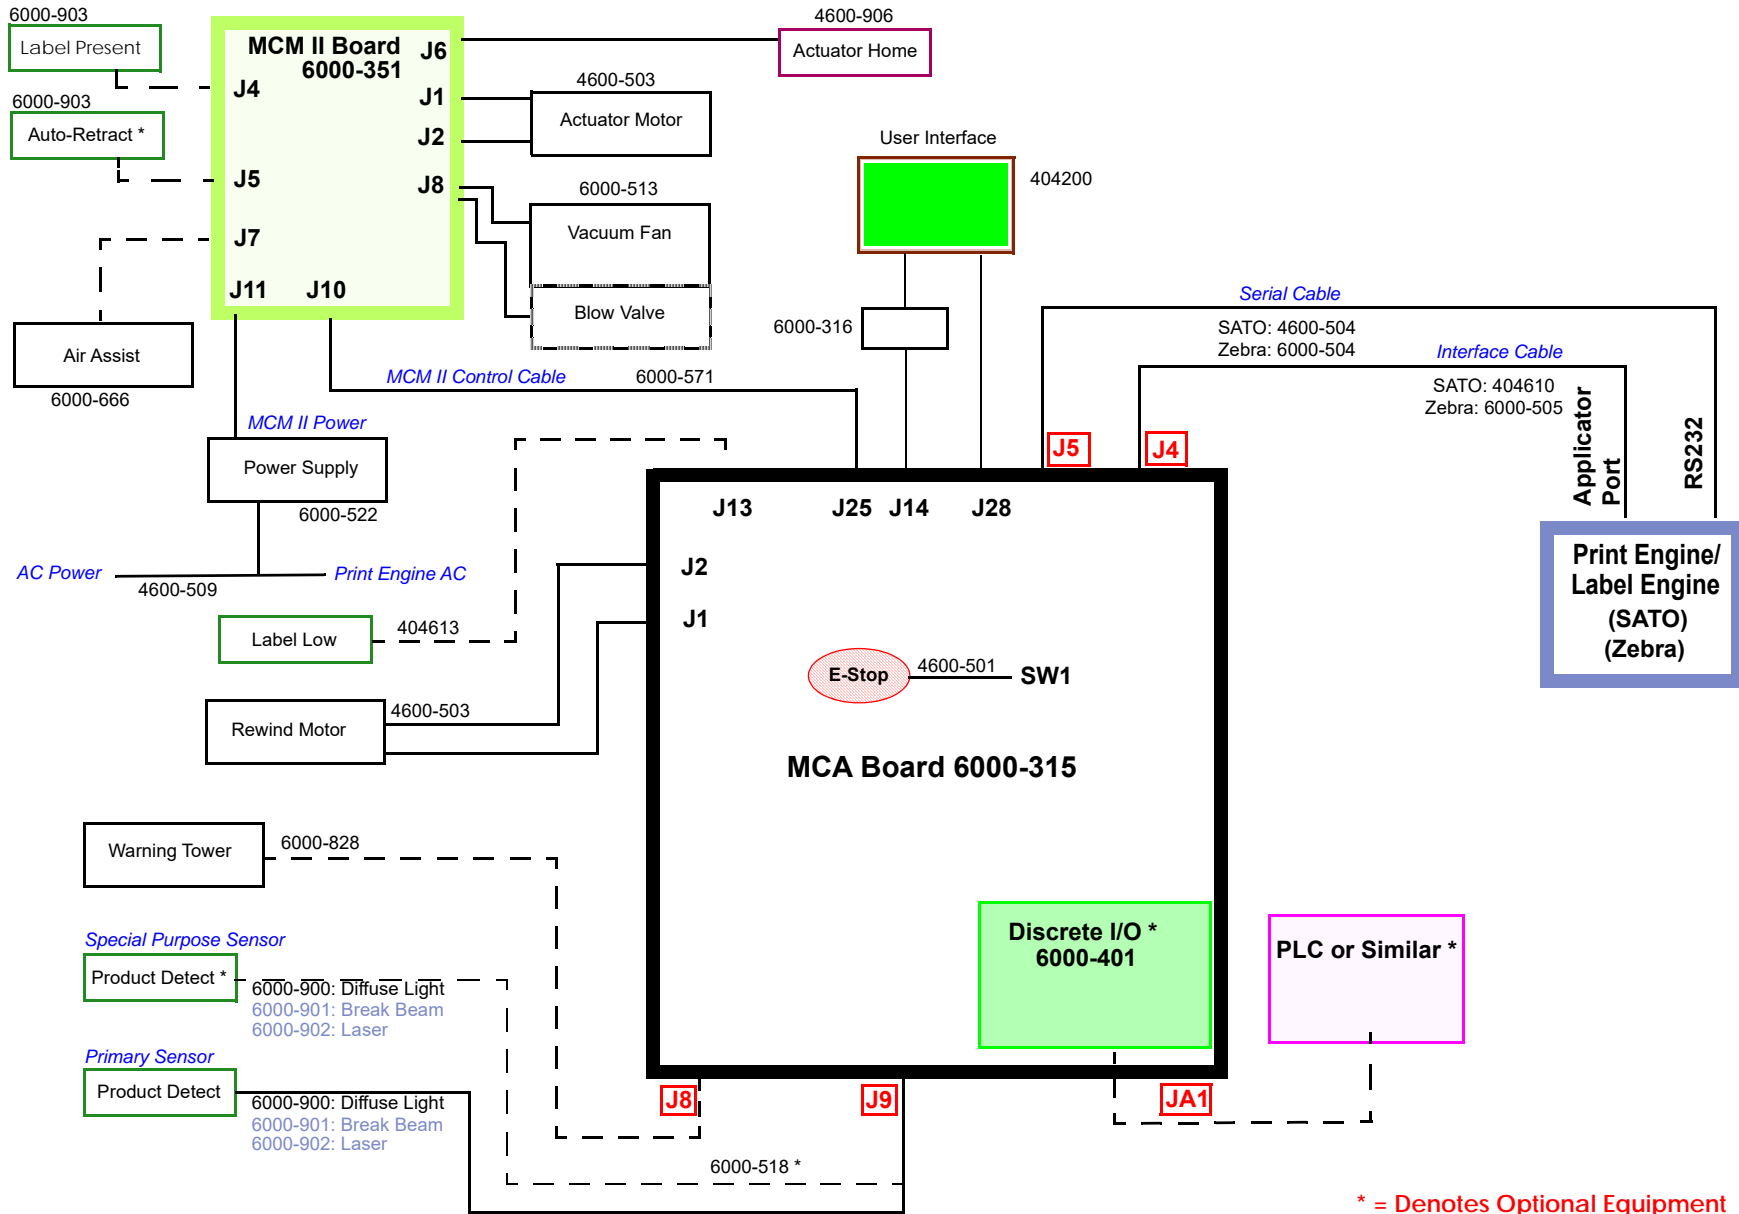 6000-903
Label Present
6000-903
Auto-Retract *
MCM II Board
6000-351
J4
J5
J7
J11
J10
J6
J1
J2
J8
4600-906
Actuator Home
4600-503
Actuator Motor
6000-513
Vacuum Fan
Blow Valve
User Interface
404200
6000-316
Air Assist
6000-666
MCM II Control Cable
6000-571
MCM II Power
Power Supply
6000-522
AC Power
4600-509
Print Engine AC
Label Low
404613
Rewind Motor
4600-503
Serial Cable
SATO: 4600-504
Zebra: 6000-504
Interface Cable
SATO: 404610
Zebra: 6000-505
Applicator
Port
RS232
J5
J4
Print Engine/
Label Engine
(SATO)
(Zebra)
J13
J25
J14
J28
J2
J1
E-Stop
4600-501
SW1
MCA Board 6000-315
Warning Tower
6000-828
Special Purpose Sensor
Product Detect *
6000-900: Diffuse Light
6000-901: Break Beam
6000-902: Laser
Primary Sensor
Product Detect
6000-900: Diffuse Light
6000-901: Break Beam
6000-902: Laser
Discrete I/O *
6000-401
PLC or Similar *
J8
J9
JA1
6000-518 *
* = Denotes Optional Equipment